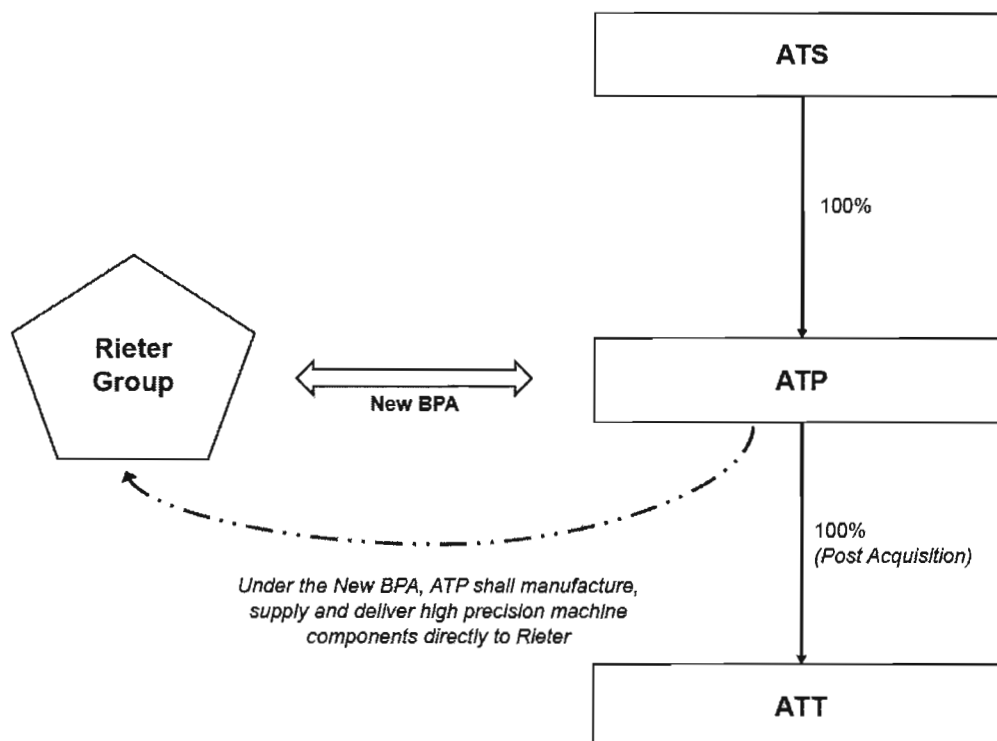 ATS
100%
Rieter
Group
New BPA
ATP
100%
(Post Acquisition)
Under the New BPA, ATP shall manufacture,
supply and deliver high precision machine
components directly to Rieter
ATT